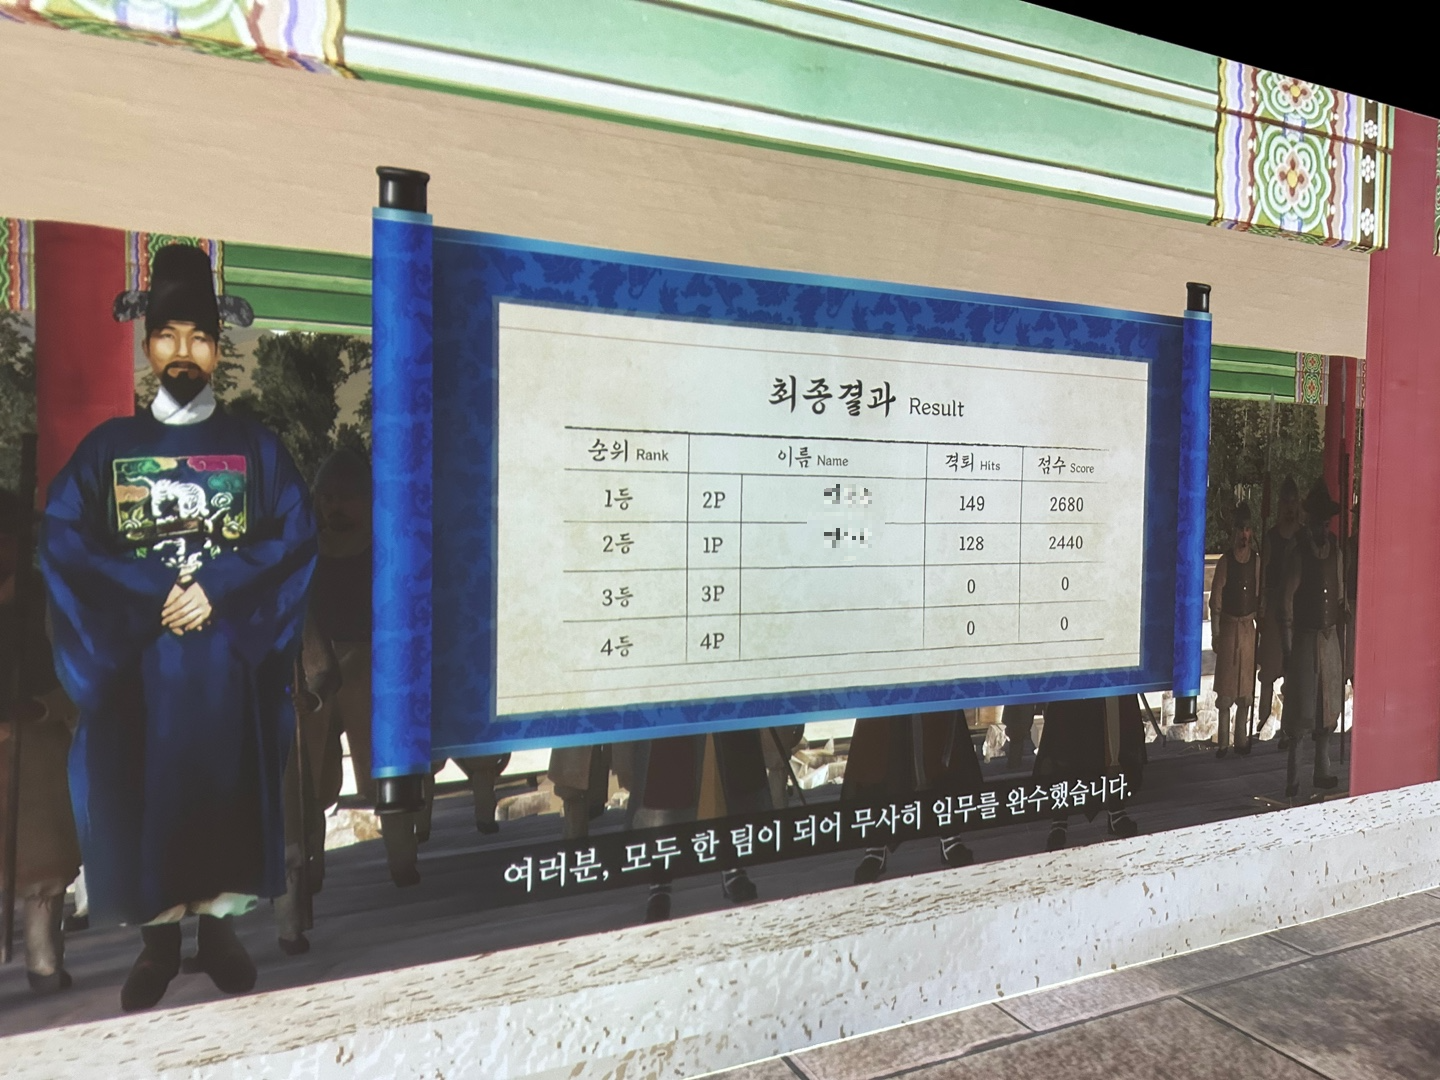 최종결과 Result
순위 Rank 이름 Name 격퇴 Hits 점수 Score
1등 2P 149 2680
2등 1P 128 2440
3등 3P 0 0
4등 4P 0 0
여러분, 모두 한 팀이 되어 무사히 임무를 완수했습니다.